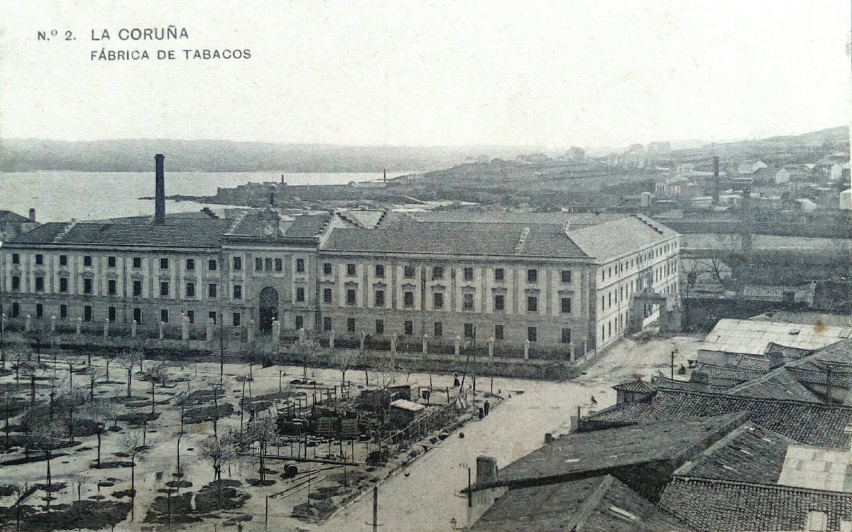 N.º 2. LA CORUÑA
FÁBRICA DE TABACOS